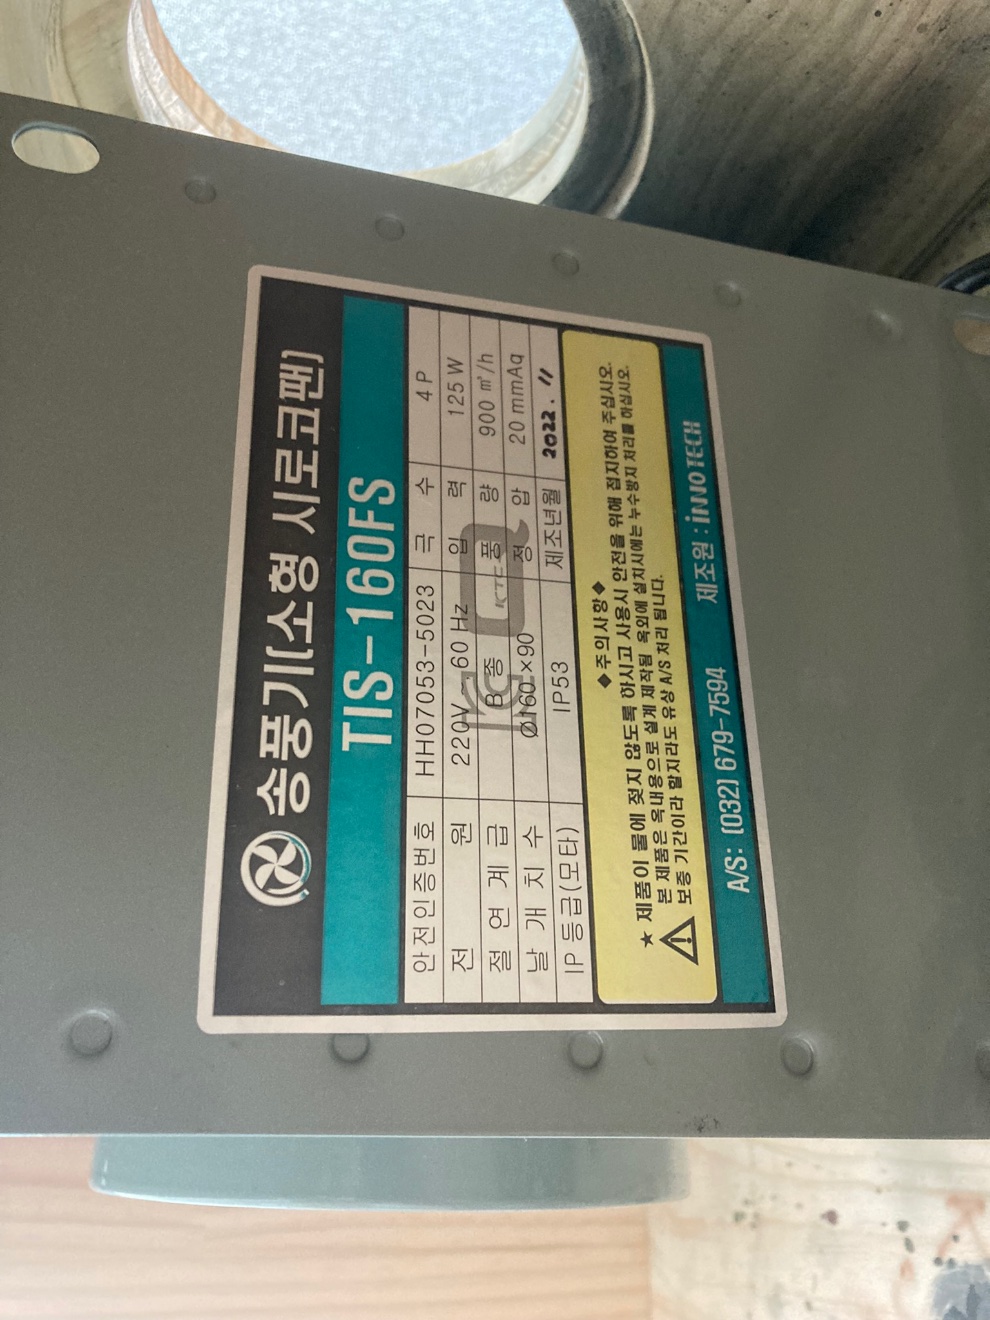 송풍기(소형 시로코팬)
TIS-160FS
안전인증번호 HH07053-5023 극 수 4 P
전 원 220V 60 Hz 입 력 125 W
절 연 계 급 B 종 풍 량 900 ㎥/h
날 개 치 수 Ø160×90 정 압 20 mmAq
IP 등급(모타) IP53 제조년월 2022. 11
KTC
◆주의사항◆
★ 제품이 물에 젖지 않도록 하시고 사용시 안전을 위해 접지하여 주십시오.
본 제품은 옥내용으로 설계 제작됨 옥외에 설치시에는 누수방지 처리를 하십시오.
보증 기간이라 할지라도 유상 A/S 처리 됩니다.
A/S: (032) 679-7594 제조원 : iNNOTECH